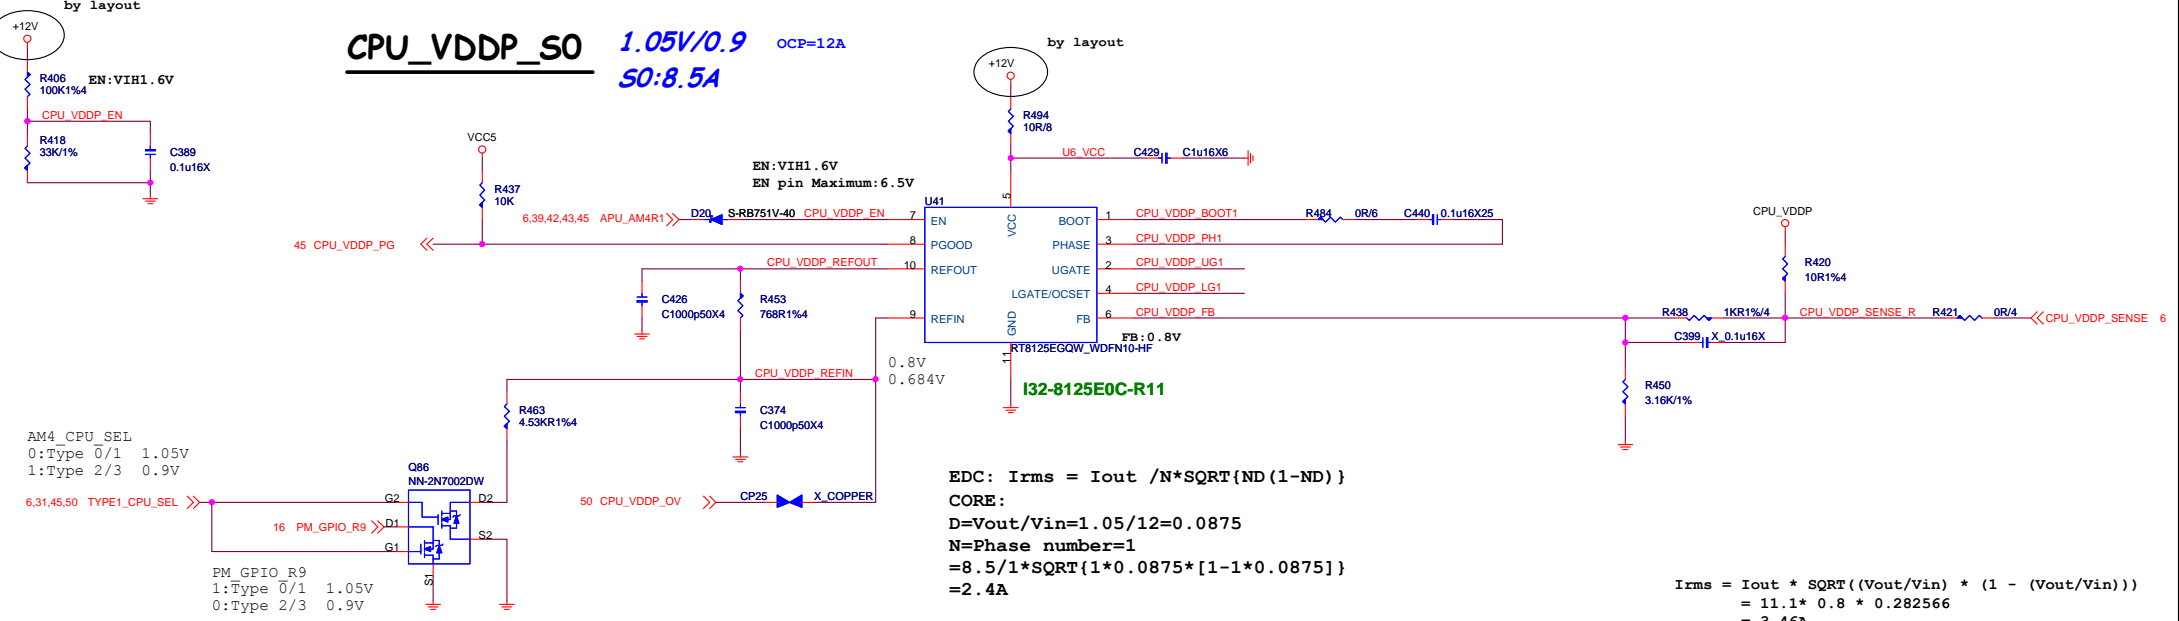 by layout
+12V
R406
100K1%4
EN:VIH1.6V
CPU_VDDP_EN
R418
33K/1%
C389
0.1u16X
CPU_VDDP_S0
1.05V/0.9
OCP=12A
S0:8.5A
VCC5
R437
10K
EN:VIH1.6V
EN pin Maximum:6.5V
6,39,42,43,45 APU_AM4R1
D20
S-RB751V-40
CPU_VDDP_EN
45 CPU_VDDP_PG
CPU_VDDP_REFOUT
C426
C1000p50X4
R453
768R1%4
by layout
+12V
R494
10R/8
U6_VCC
C429
C1u16X6
U41
5
VCC
7
EN
8
PGOOD
10
REFOUT
9
REFIN
BOOT
1
PHASE
3
UGATE
2
LGATE/OCSET
4
FB
6
GND
11
CPU_VDDP_BOOT1
R484
0R/6
C440
0.1u16X25
CPU_VDDP_PH1
CPU_VDDP_UG1
CPU_VDDP_LG1
CPU_VDDP_FB
FB:0.8V
RT8125EGQW_WDFN10-HF
I32-8125E0C-R11
0.8V
0.684V
CPU_VDDP_REFIN
C374
C1000p50X4
R463
4.53KR1%4
CPU_VDDP
R420
10R1%4
R438
1KR1%/4
CPU_VDDP_SENSE_R
R421
0R/4
CPU_VDDP_SENSE 6
C399
X_0.1u16X
R450
3.16K/1%
AM4_CPU_SEL
0:Type 0/1 1.05V
1:Type 2/3 0.9V
Q86
NN-2N7002DW
6,31,45,50 TYPE1_CPU_SEL
G2
D2
16 PM_GPIO_R9
D1
G1
S2
S1
50 CPU_VDDP_OV
CP25
X_COPPER
PM_GPIO_R9
1:Type 0/1 1.05V
0:Type 2/3 0.9V
EDC: Irms = Iout /N*SQRT{ND(1-ND)}
CORE:
D=Vout/Vin=1.05/12=0.0875
N=Phase number=1
=8.5/1*SQRT{1*0.0875*[1-1*0.0875]}
=2.4A
Irms = Iout * SQRT((Vout/Vin) * (1 - (Vout/Vin)))
= 11.1* 0.8 * 0.282566